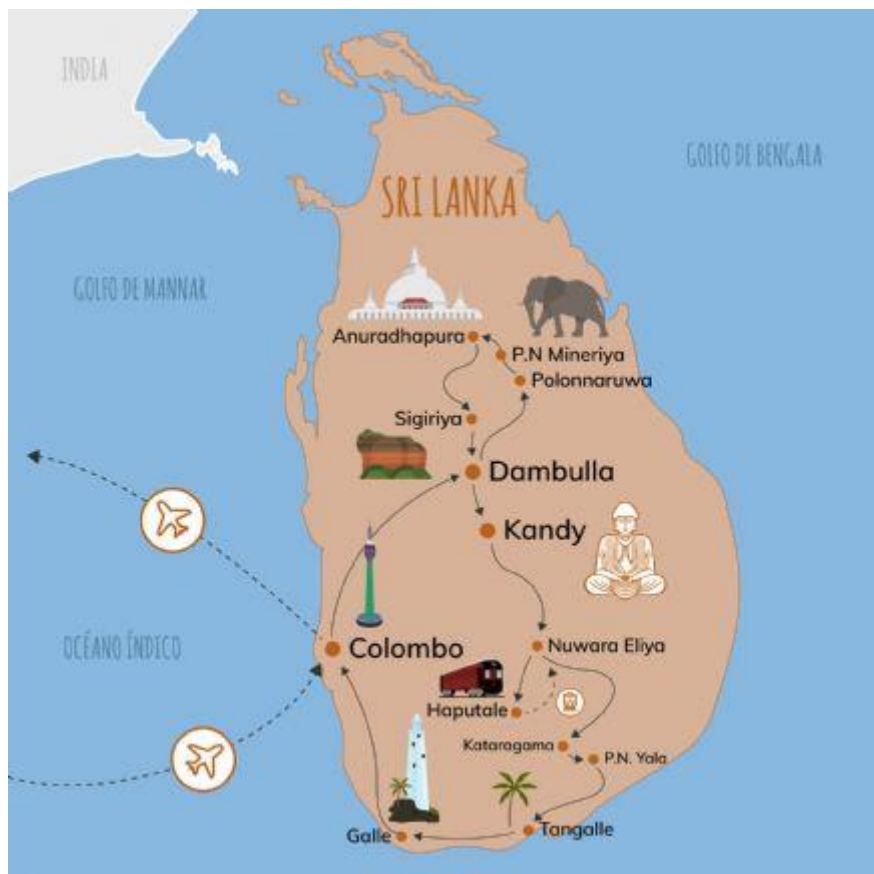 INDIA
GOLFO DE BENGALA
SRI LANKA
GOLFO DE MANNAR
Anuradhapura
P.N Mineriya
Polonnaruwa
Sigiriya
Dambulla
Kandy
OCÉANO ÍNDICO
Colombo
Nuwara Eliya
Haputale
Kataragama
P.N. Yala
Galle
Tangalle